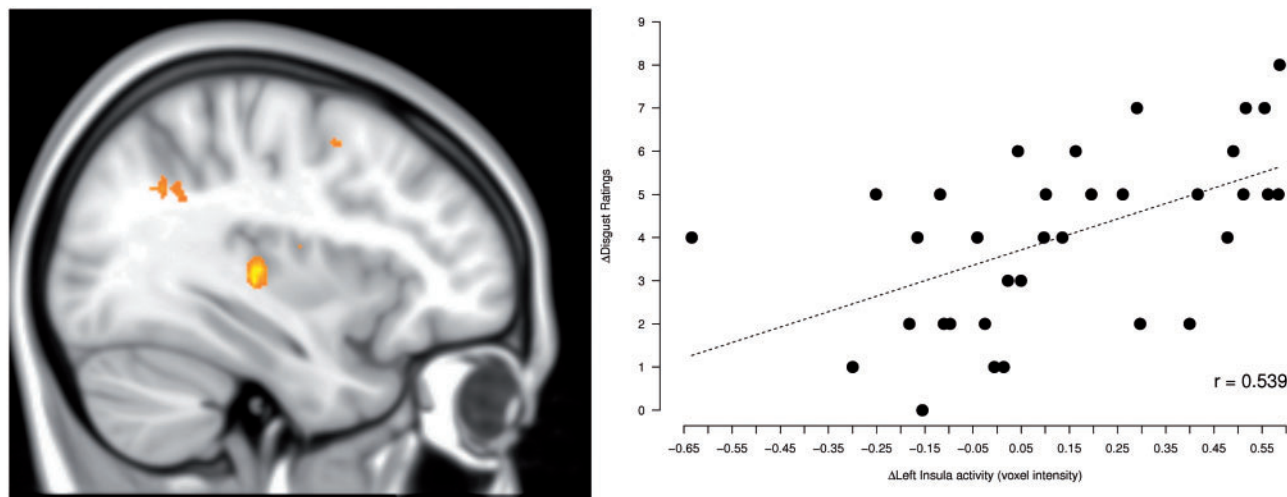 9
8
7
6
5
4
3
2
1
0
ΔDisgust Ratings
r = 0.539
−0.65 −0.55 −0.45 −0.35 −0.25 −0.15 −0.05 0.05 0.15 0.25 0.35 0.45 0.55
ΔLeft Insula activity (voxel intensity)